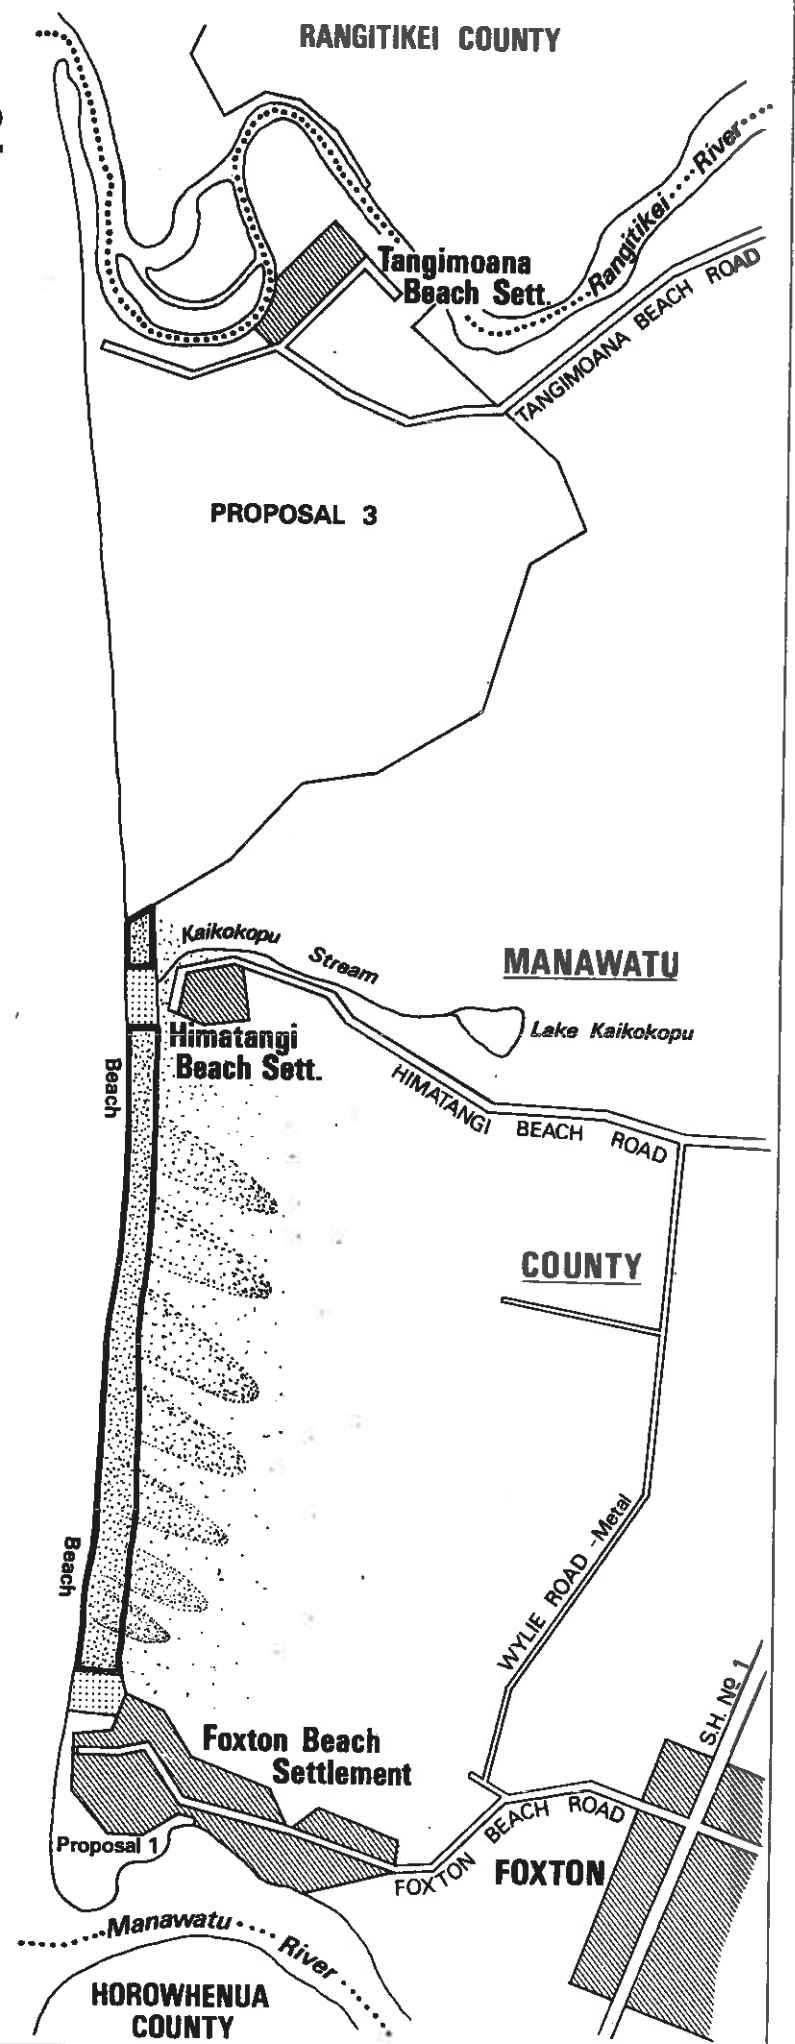 RANGITIKEI COUNTY
Rangitikei River
Tangimoana
Beach Sett.
TANGIMOANA BEACH ROAD
PROPOSAL 3
Kaikokopu Stream
MANAWATU
Lake Kaikokopu
Himatangi
Beach Sett.
Beach
HIMATANGI BEACH ROAD
COUNTY
WYLIE ROAD - Metal
Beach
S.H. No 1
Foxton Beach
Settlement
FOXTON BEACH ROAD
Proposal 1
FOXTON
Manawatu River
HOROWHENUA
COUNTY